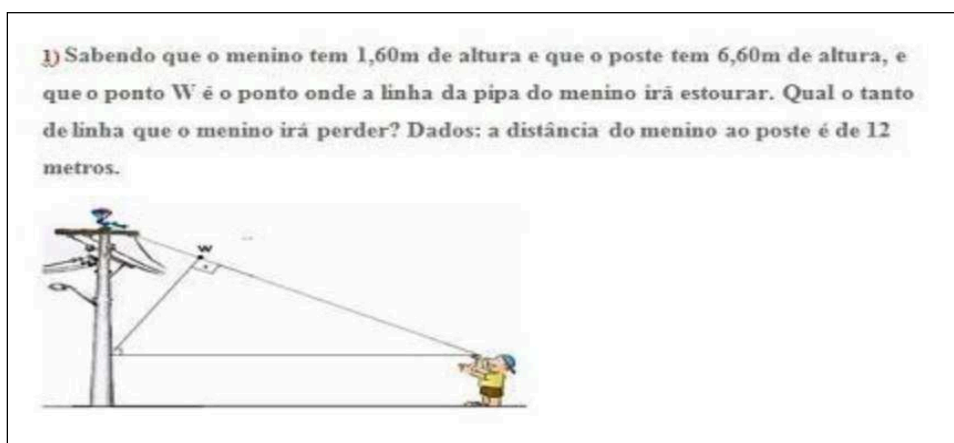 1) Sabendo que o menino tem 1,60m de altura e que o poste tem 6,60m de altura, e
que o ponto W é o ponto onde a linha da pipa do menino irá estourar. Qual o tanto
de linha que o menino irá perder? Dados: a distância do menino ao poste é de 12
metros.
W